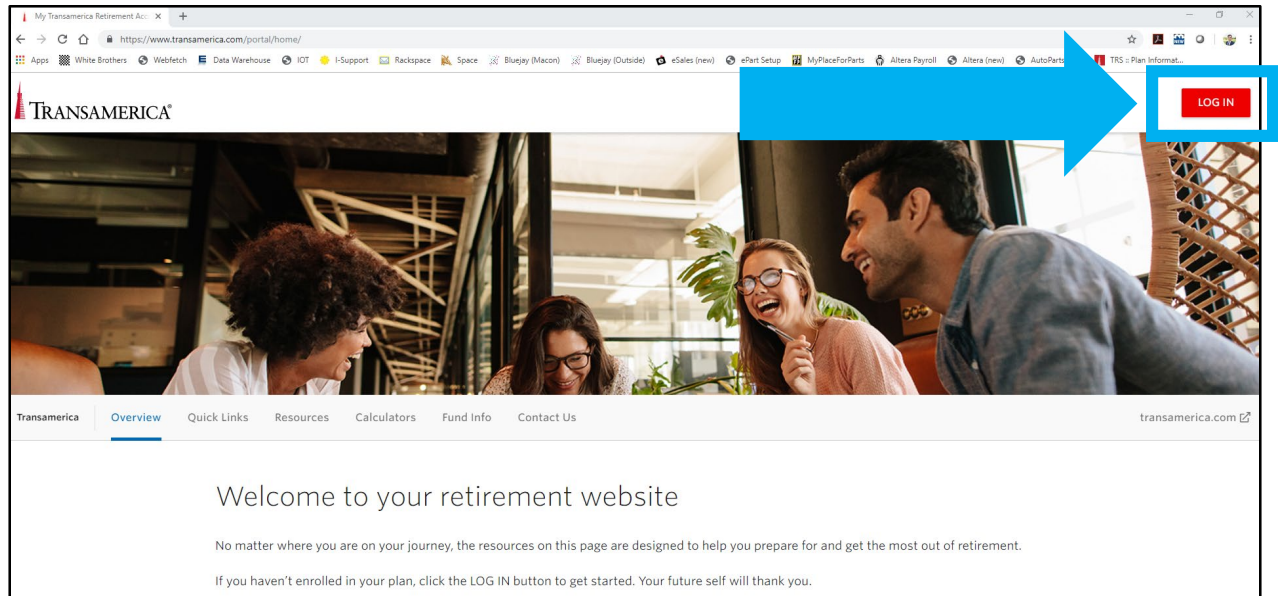 My Transamerica Retirement Acc
https://www.transamerica.com/portal/home/
Apps White Brothers Webfetch Data Warehouse IOT I-Support Rackspace Space Bluejay (Macon) Bluejay (Outside) eSales (new) ePart Setup MyPlaceForParts Altera Payroll Altera (new) AutoParts TRS :: Plan Informat...
TRANSAMERICA®
LOG IN
Transamerica Overview Quick Links Resources Calculators Fund Info Contact Us transamerica.com
Welcome to your retirement website
No matter where you are on your journey, the resources on this page are designed to help you prepare for and get the most out of retirement.
If you haven't enrolled in your plan, click the LOG IN button to get started. Your future self will thank you.